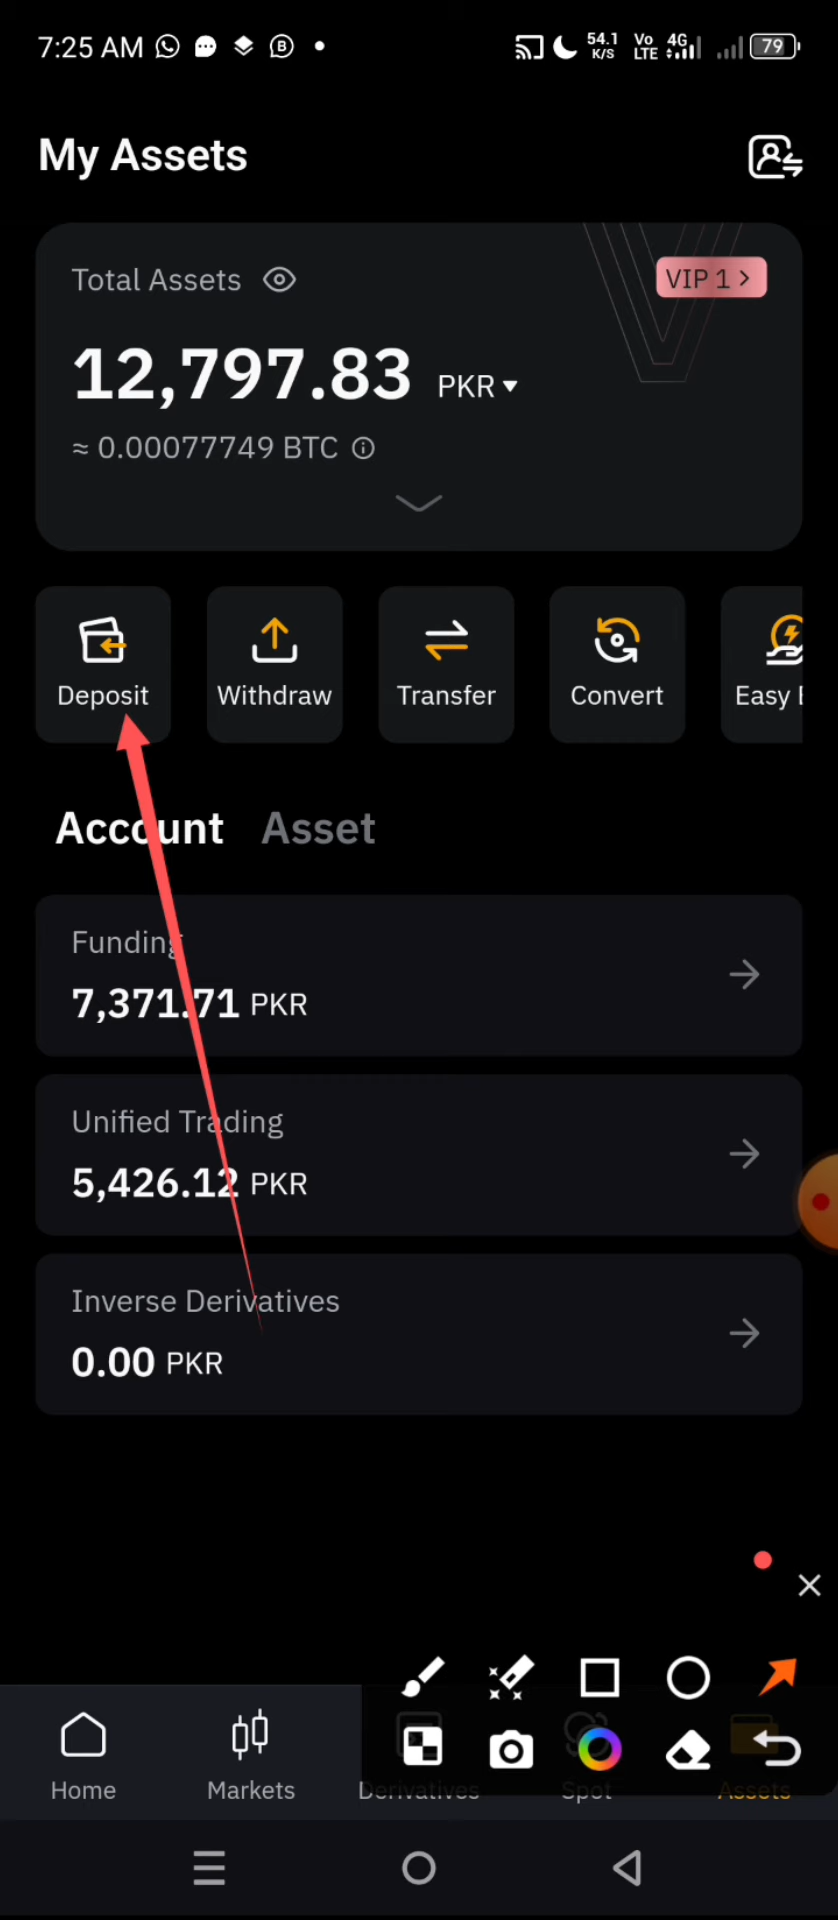 7:25 AM 54.1 K/S Vo LTE 4G 79
My Assets
Total Assets VIP 1 >
12,797.83 PKR
≈ 0.00077749 BTC
Deposit Withdraw Transfer Convert Easy
Account Asset
Funding
7,371.71 PKR
Unified Trading
5,426.12 PKR
Inverse Derivatives
0.00 PKR
Home Markets Derivatives Spot Assets